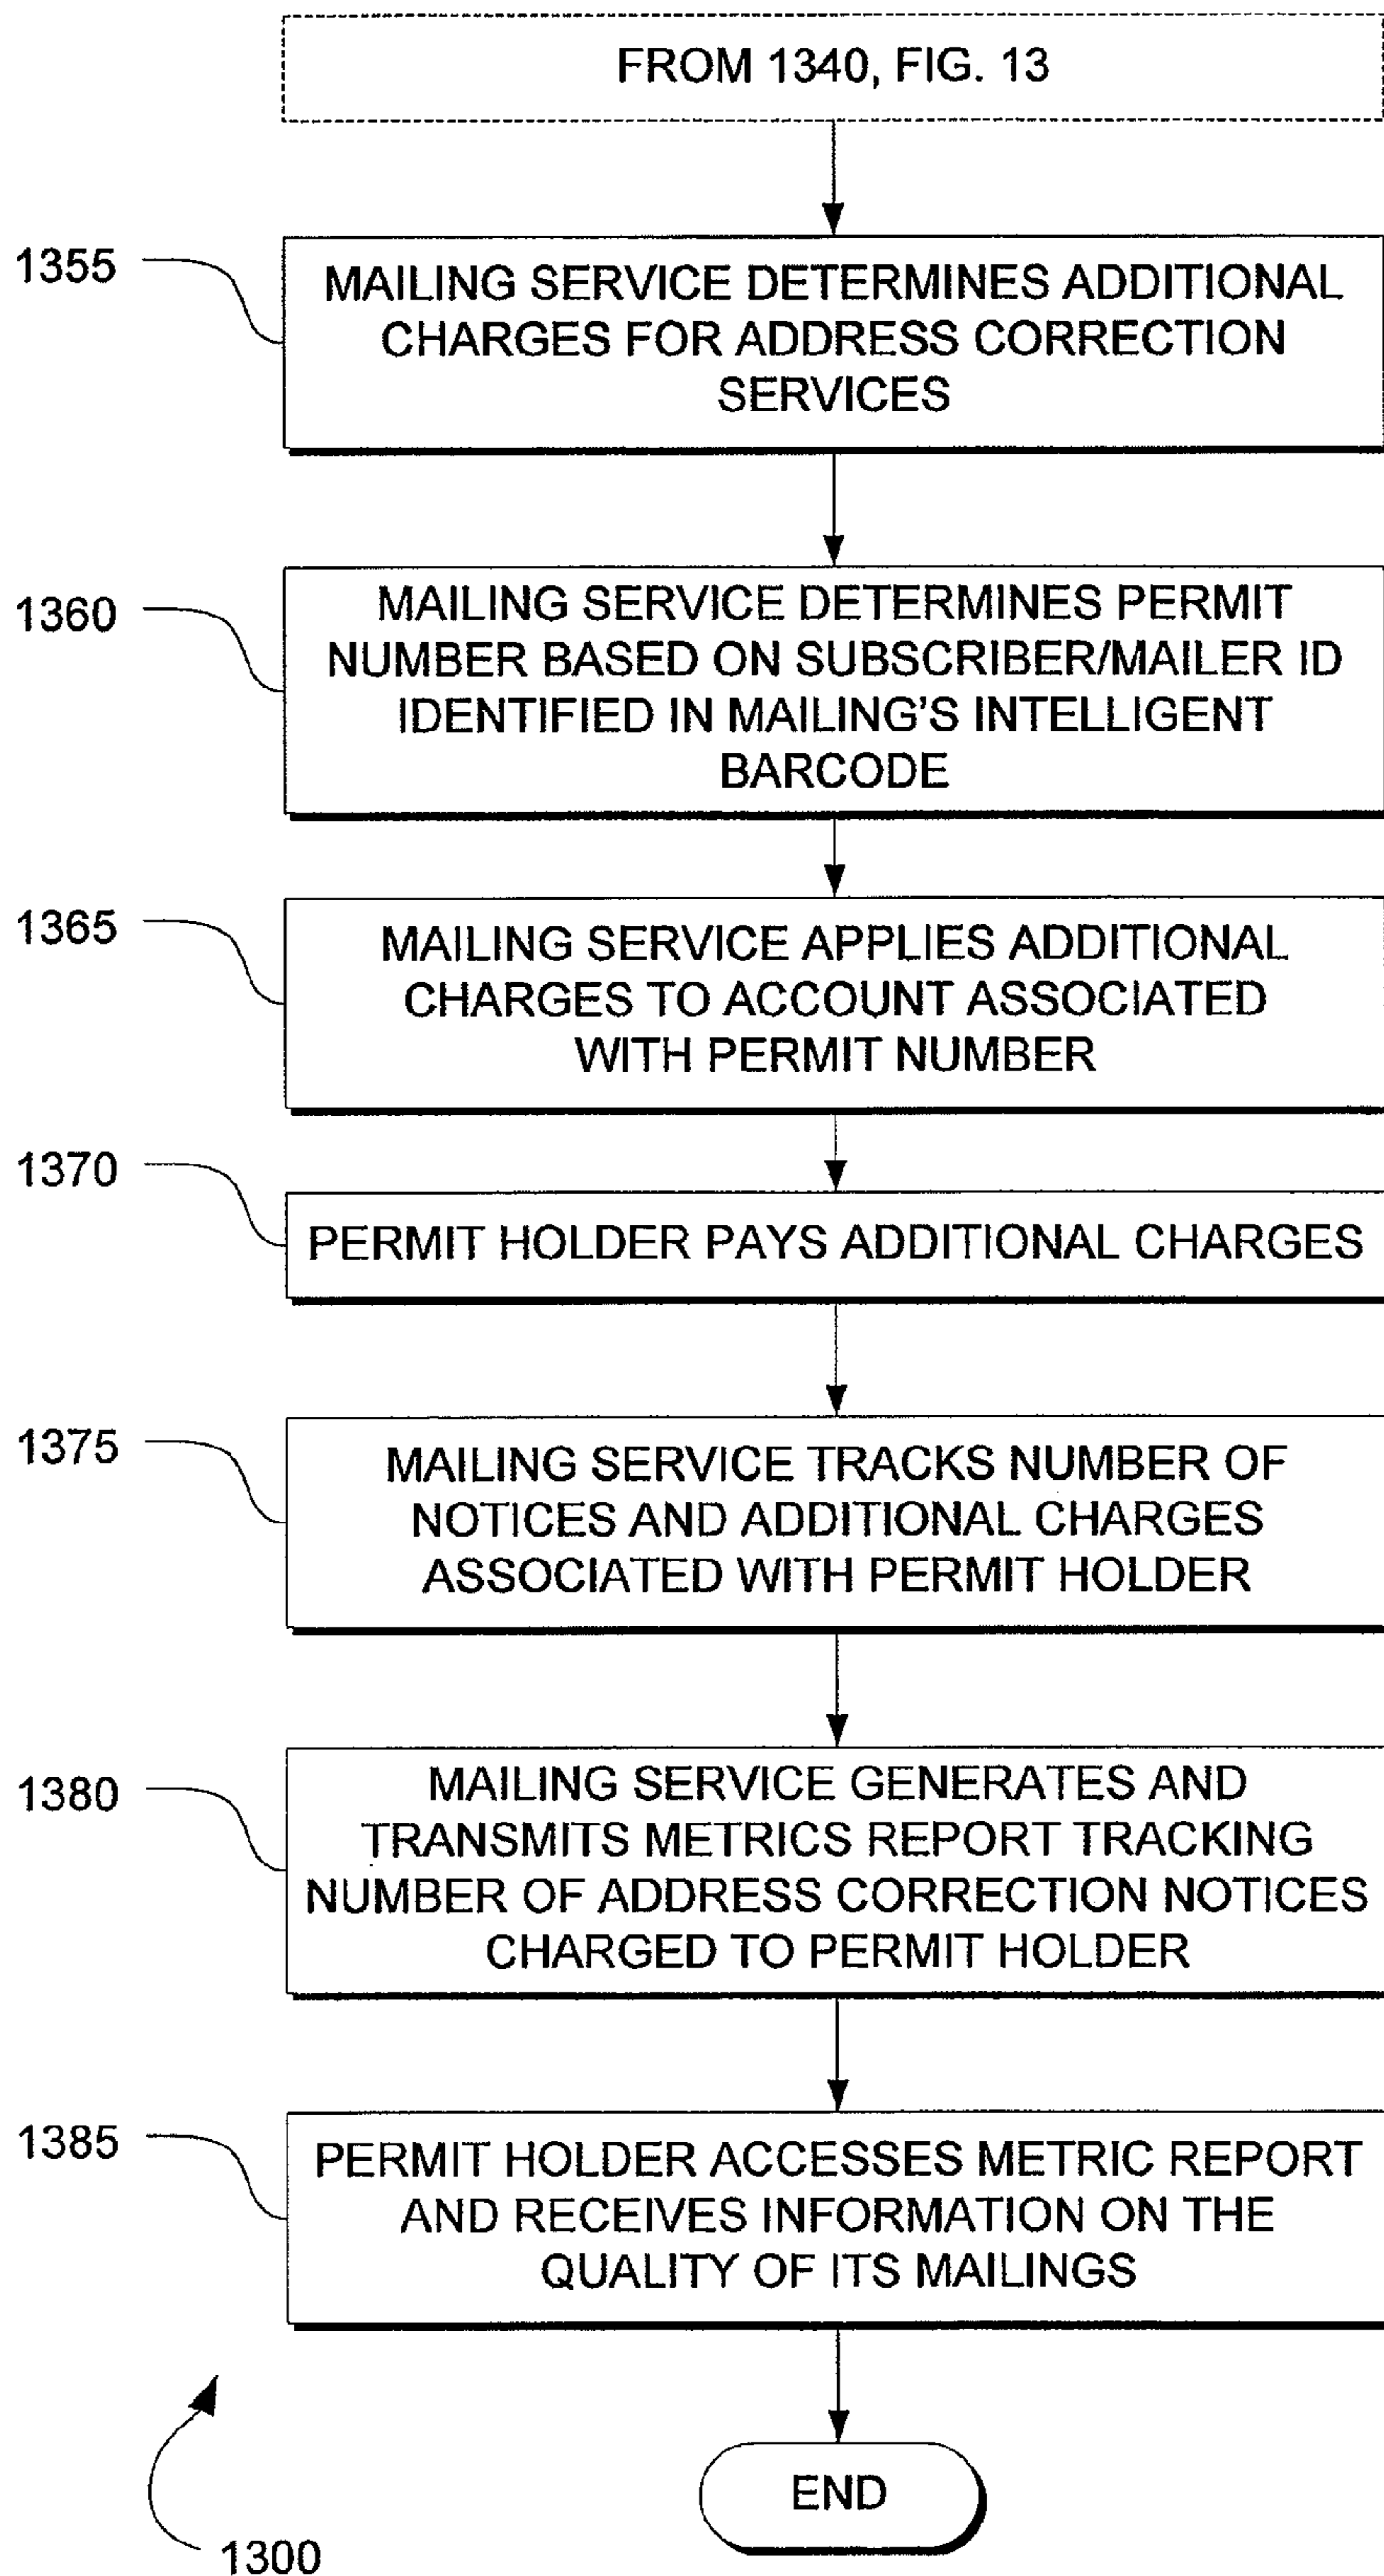 FROM 1340, FIG. 13
1355
MAILING SERVICE DETERMINES ADDITIONAL
CHARGES FOR ADDRESS CORRECTION
SERVICES
1360
MAILING SERVICE DETERMINES PERMIT
NUMBER BASED ON SUBSCRIBER/MAILER ID
IDENTIFIED IN MAILING'S INTELLIGENT
BARCODE
1365
MAILING SERVICE APPLIES ADDITIONAL
CHARGES TO ACCOUNT ASSOCIATED
WITH PERMIT NUMBER
1370
PERMIT HOLDER PAYS ADDITIONAL CHARGES
1375
MAILING SERVICE TRACKS NUMBER OF
NOTICES AND ADDITIONAL CHARGES
ASSOCIATED WITH PERMIT HOLDER
1380
MAILING SERVICE GENERATES AND
TRANSMITS METRICS REPORT TRACKING
NUMBER OF ADDRESS CORRECTION NOTICES
CHARGED TO PERMIT HOLDER
1385
PERMIT HOLDER ACCESSES METRIC REPORT
AND RECEIVES INFORMATION ON THE
QUALITY OF ITS MAILINGS
END
1300